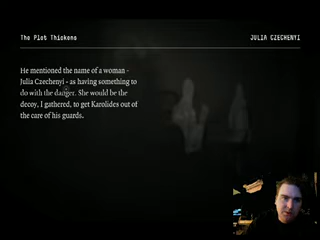 The Plot Thickens
JULIA CZECHENYI
He mentioned the name of a woman -
Julia Czechenyi - as having something to
do with the danger. She would be the
decoy, I gathered, to get Karolides out of
the care of his guards.